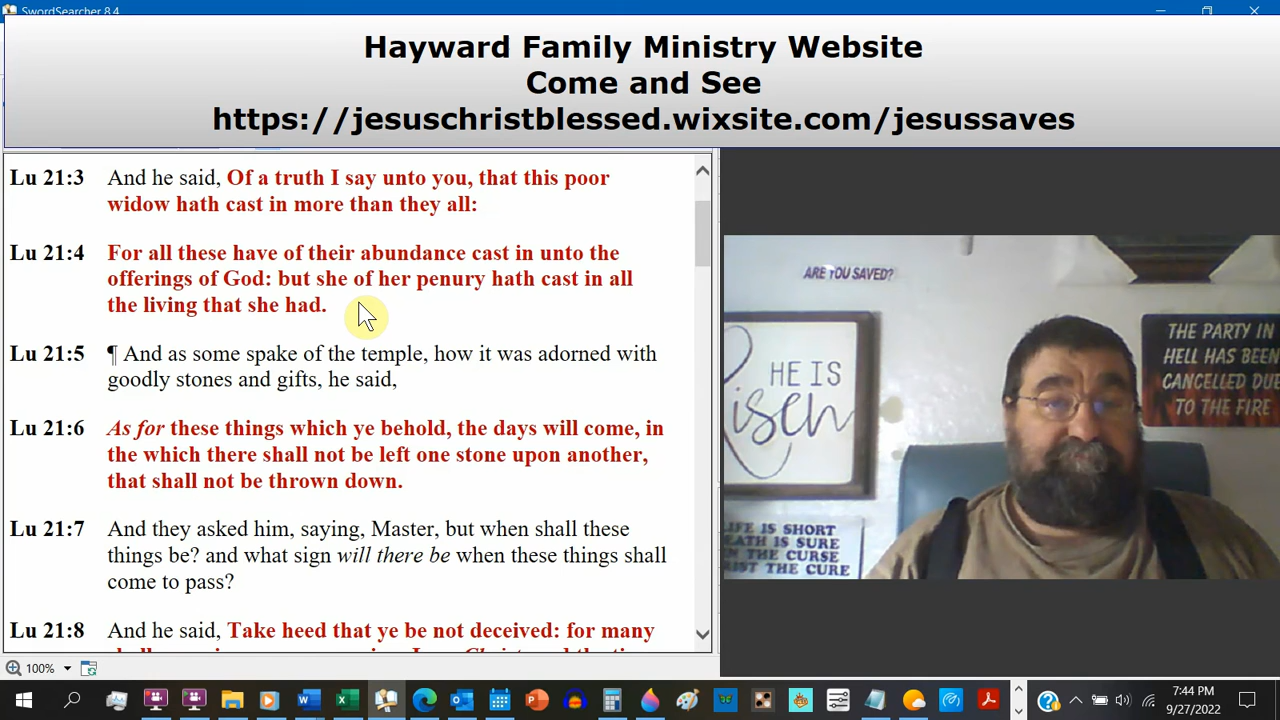 SwordSearcher 8.4
Hayward Family Ministry Website
Come and See
https://jesuschristblessed.wixsite.com/jesussaves
Lu 21:3 And he said, Of a truth I say unto you, that this poor
widow hath cast in more than they all:
Lu 21:4 For all these have of their abundance cast in unto the
offerings of God: but she of her penury hath cast in all
the living that she had.
Lu 21:5 ¶ And as some spake of the temple, how it was adorned with
goodly stones and gifts, he said,
Lu 21:6 As for these things which ye behold, the days will come, in
the which there shall not be left one stone upon another,
that shall not be thrown down.
Lu 21:7 And they asked him, saying, Master, but when shall these
things be? and what sign will there be when these things shall
come to pass?
Lu 21:8 And he said, Take heed that ye be not deceived: for many
100%
ARE YOU SAVED?
HE IS
Risen
THE PARTY IN
HELL HAS BEEN
CANCELLED DUE
TO THE FIRE
LIFE IS SHORT
DEATH IS SURE
THE CURSE
THE CURE
7:44 PM
9/27/2022